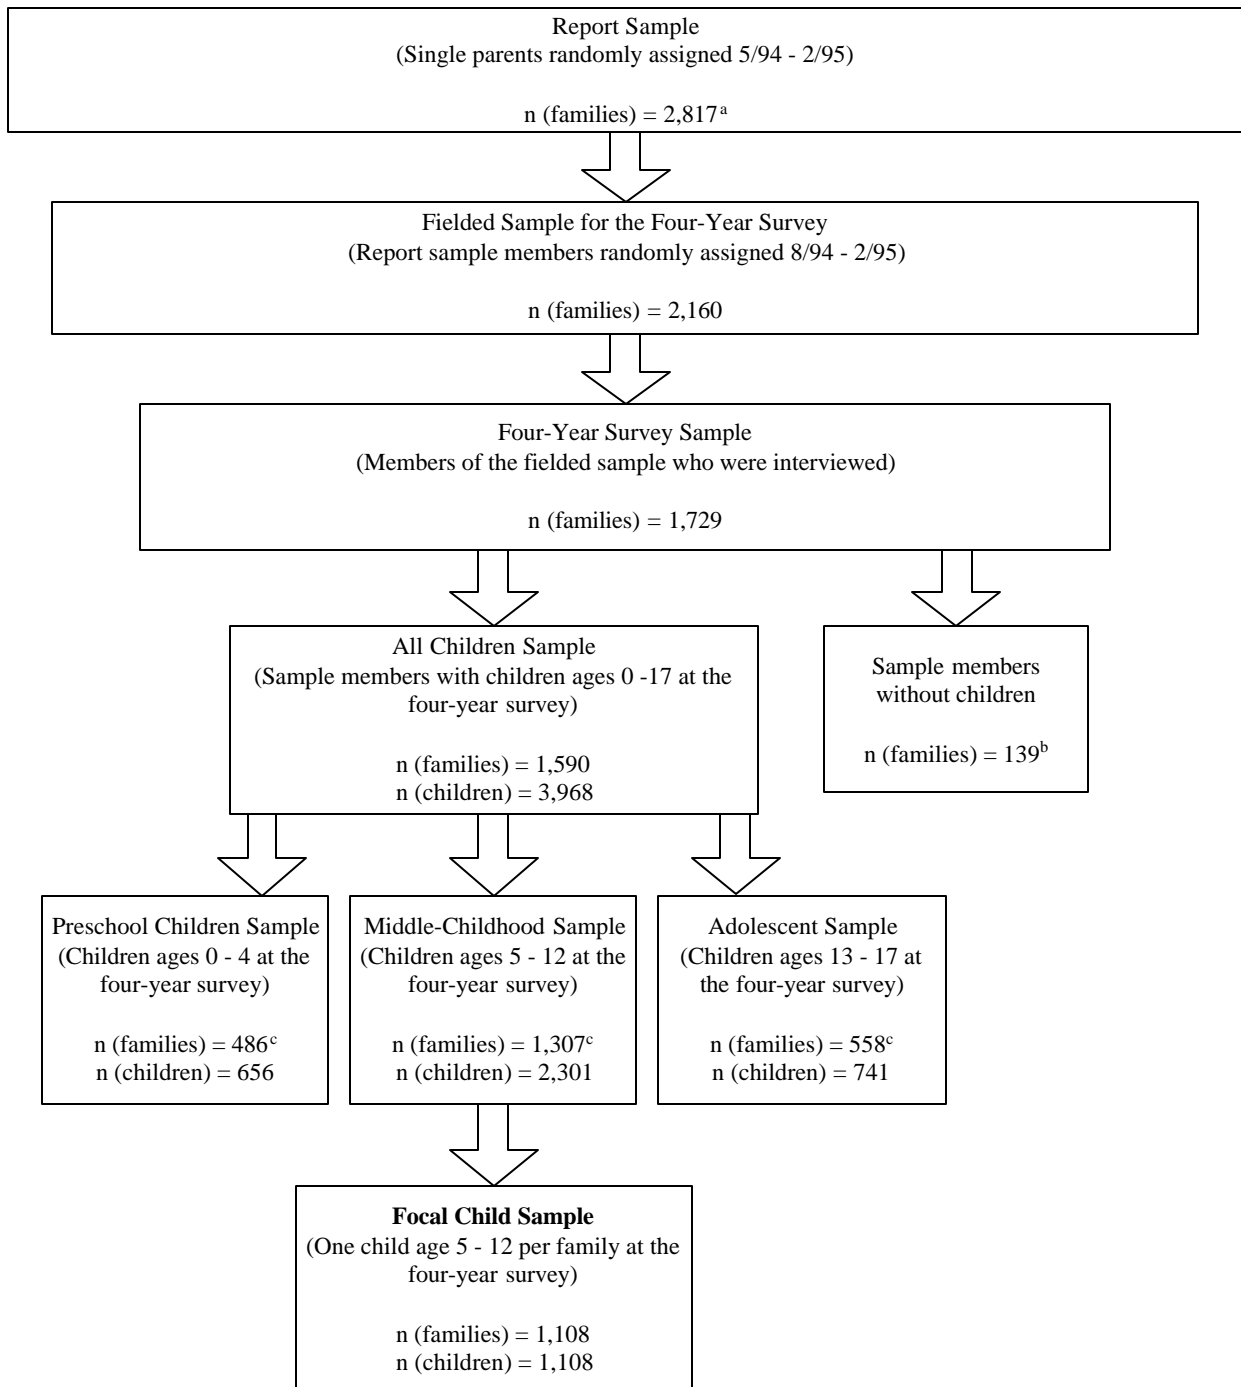 Report Sample
(Single parents randomly assigned 5/94 - 2/95)
n (families) = 2,817ᵃ
Fielded Sample for the Four-Year Survey
(Report sample members randomly assigned 8/94 - 2/95)
n (families) = 2,160
Four-Year Survey Sample
(Members of the fielded sample who were interviewed)
n (families) = 1,729
All Children Sample
(Sample members with children ages 0 -17 at the
four-year survey)
n (families) = 1,590
n (children) = 3,968
Sample members
without children
n (families) = 139ᵇ
Preschool Children Sample
(Children ages 0 - 4 at the
four-year survey)
n (families) = 486ᶜ
n (children) = 656
Middle-Childhood Sample
(Children ages 5 - 12 at the
four-year survey)
n (families) = 1,307ᶜ
n (children) = 2,301
Adolescent Sample
(Children ages 13 - 17 at
the four-year survey)
n (families) = 558ᶜ
n (children) = 741
Focal Child Sample
(One child age 5 - 12 per family at the
four-year survey)
n (families) = 1,108
n (children) = 1,108